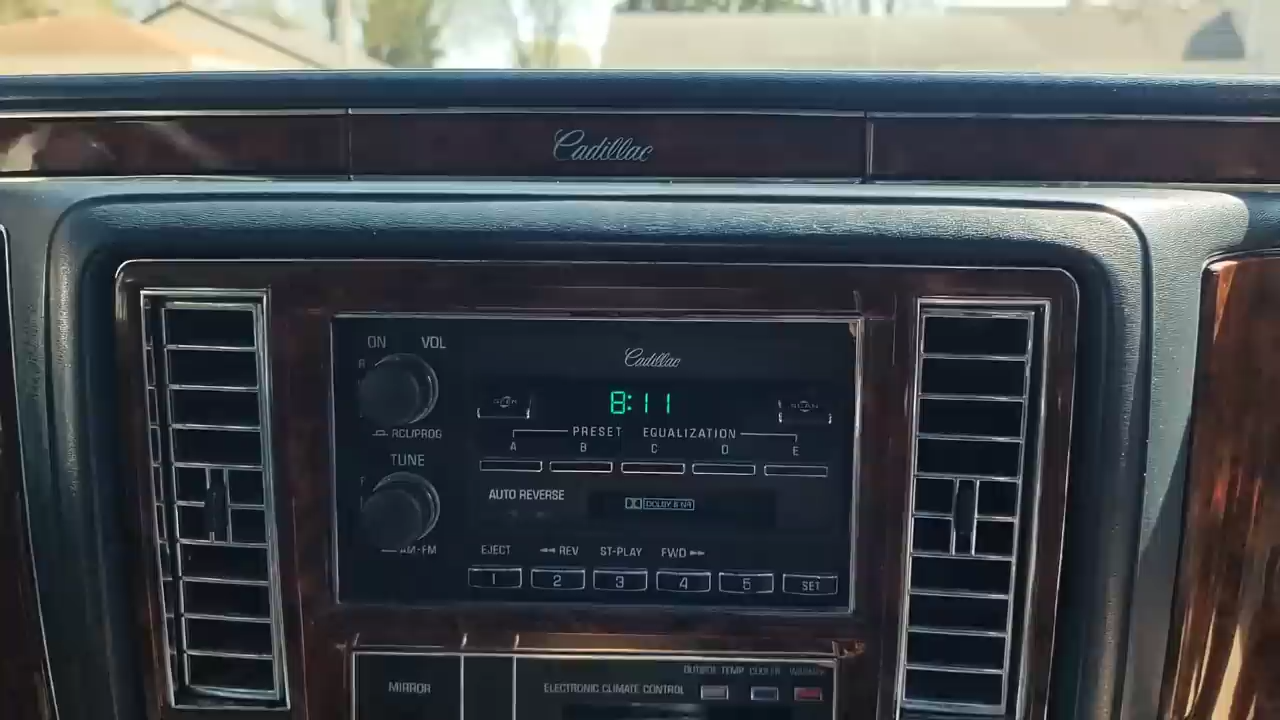 Cadillac
ON VOL
Cadillac
8:11
SCAN
RCL/PROG
PRESET EQUALIZATION
A B C D E
TUNE
AUTO REVERSE
DOLBY B NR
AM-FM
EJECT REV ST-PLAY FWD
1 2 3 4 5 SET
OUTSIDE TEMP COOLER WARMER
MIRROR
ELECTRONIC CLIMATE CONTROL